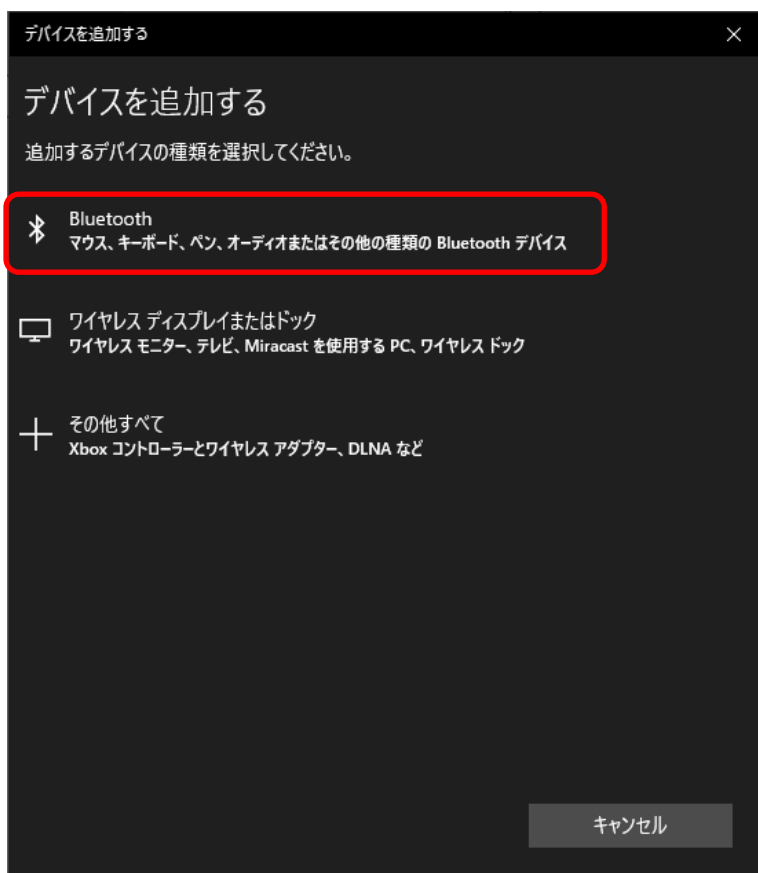 デバイスを追加する
デバイスを追加する
追加するデバイスの種類を選択してください。
Bluetooth
マウス、キーボード、ペン、オーディオまたはその他の種類の Bluetooth デバイス
ワイヤレス ディスプレイまたはドック
ワイヤレス モニター、テレビ、Miracast を使用する PC、ワイヤレス ドック
その他すべて
Xbox コントローラーとワイヤレス アダプター、DLNA など
キャンセル